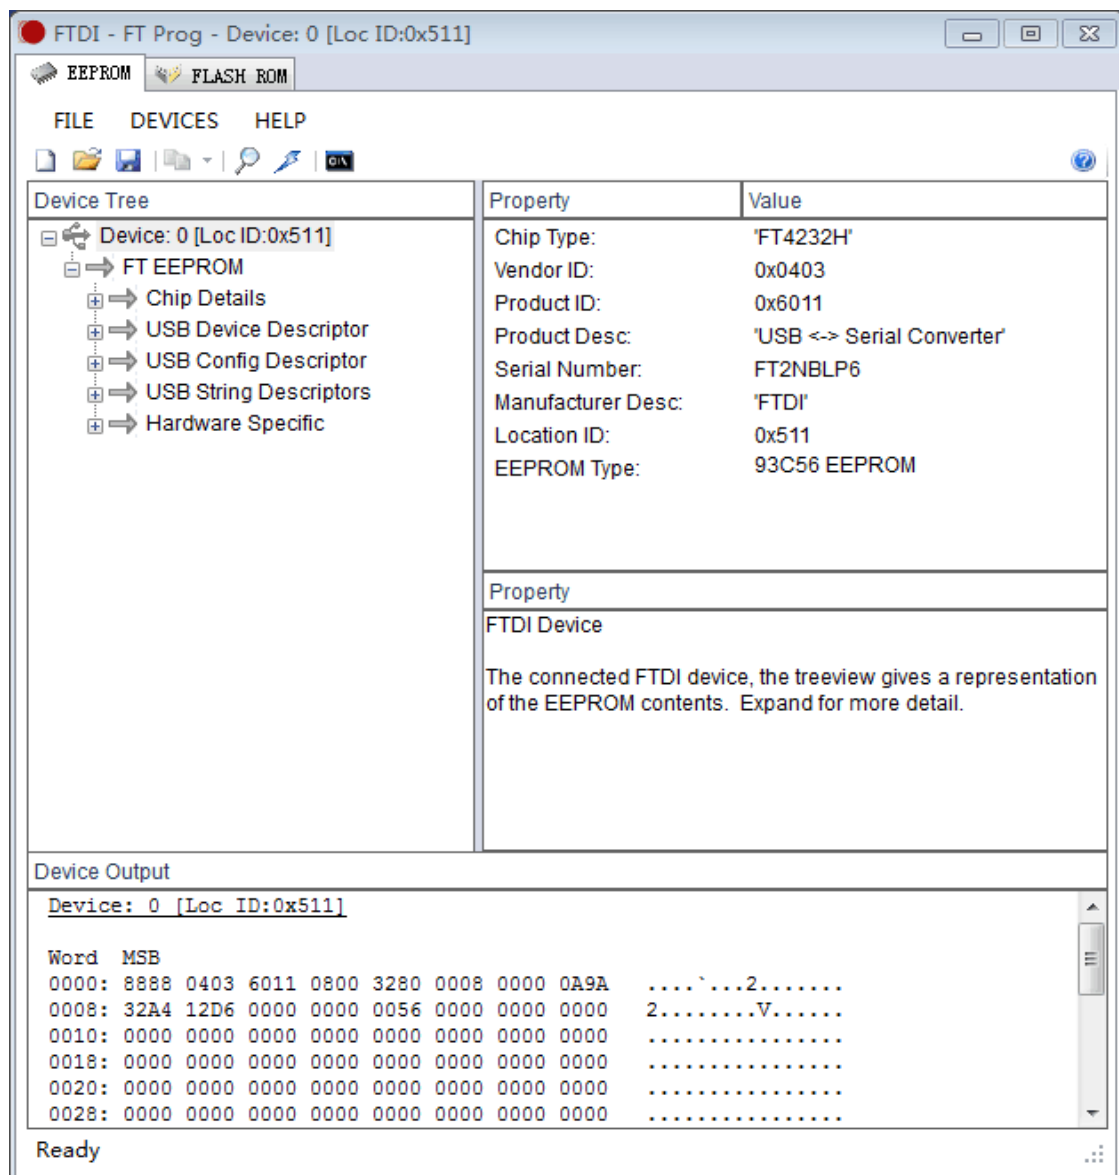 FTDI - FT Prog - Device: 0 [Loc ID:0x511]
EEPROM FLASH ROM
FILE DEVICES HELP
Device Tree
Device: 0 [Loc ID:0x511]
FT EEPROM
Chip Details
USB Device Descriptor
USB Config Descriptor
USB String Descriptors
Hardware Specific
Property Value
Chip Type: 'FT4232H'
Vendor ID: 0x0403
Product ID: 0x6011
Product Desc: 'USB <-> Serial Converter'
Serial Number: FT2NBLP6
Manufacturer Desc: 'FTDI'
Location ID: 0x511
EEPROM Type: 93C56 EEPROM
Property
FTDI Device
The connected FTDI device, the treeview gives a representation
of the EEPROM contents. Expand for more detail.
Device Output
Device: 0 [Loc ID:0x511]
Word MSB
0000: 8888 0403 6011 0800 3280 0008 0000 0A9A ....`...2.......
0008: 32A4 12D6 0000 0000 0056 0000 0000 0000 2........V......
0010: 0000 0000 0000 0000 0000 0000 0000 0000 ................
0018: 0000 0000 0000 0000 0000 0000 0000 0000 ................
0020: 0000 0000 0000 0000 0000 0000 0000 0000 ................
0028: 0000 0000 0000 0000 0000 0000 0000 0000 ................
Ready